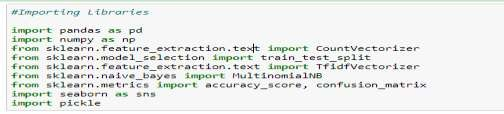 #Importing Libraries
import pandas as pd
import numpy as np
from sklearn.feature_extraction.text import CountVectorizer
from sklearn.model_selection import train_test_split
from sklearn.feature_extraction.text import TfidfVectorizer
from sklearn.naive_bayes import MultinomialNB
from sklearn.metrics import accuracy_score, confusion_matrix
import seaborn as sns
import pickle